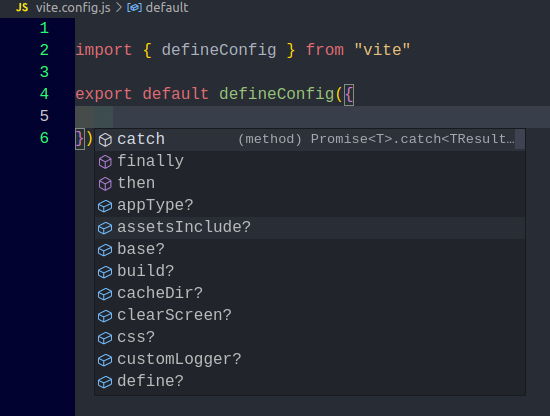 JS vite.config.js > default
1
2 import { defineConfig } from "vite"
3
4 export default defineConfig({
5
6 })
catch (method) Promise<T>.catch<TResult…
finally
then
appType?
assetsInclude?
base?
build?
cacheDir?
clearScreen?
css?
customLogger?
define?